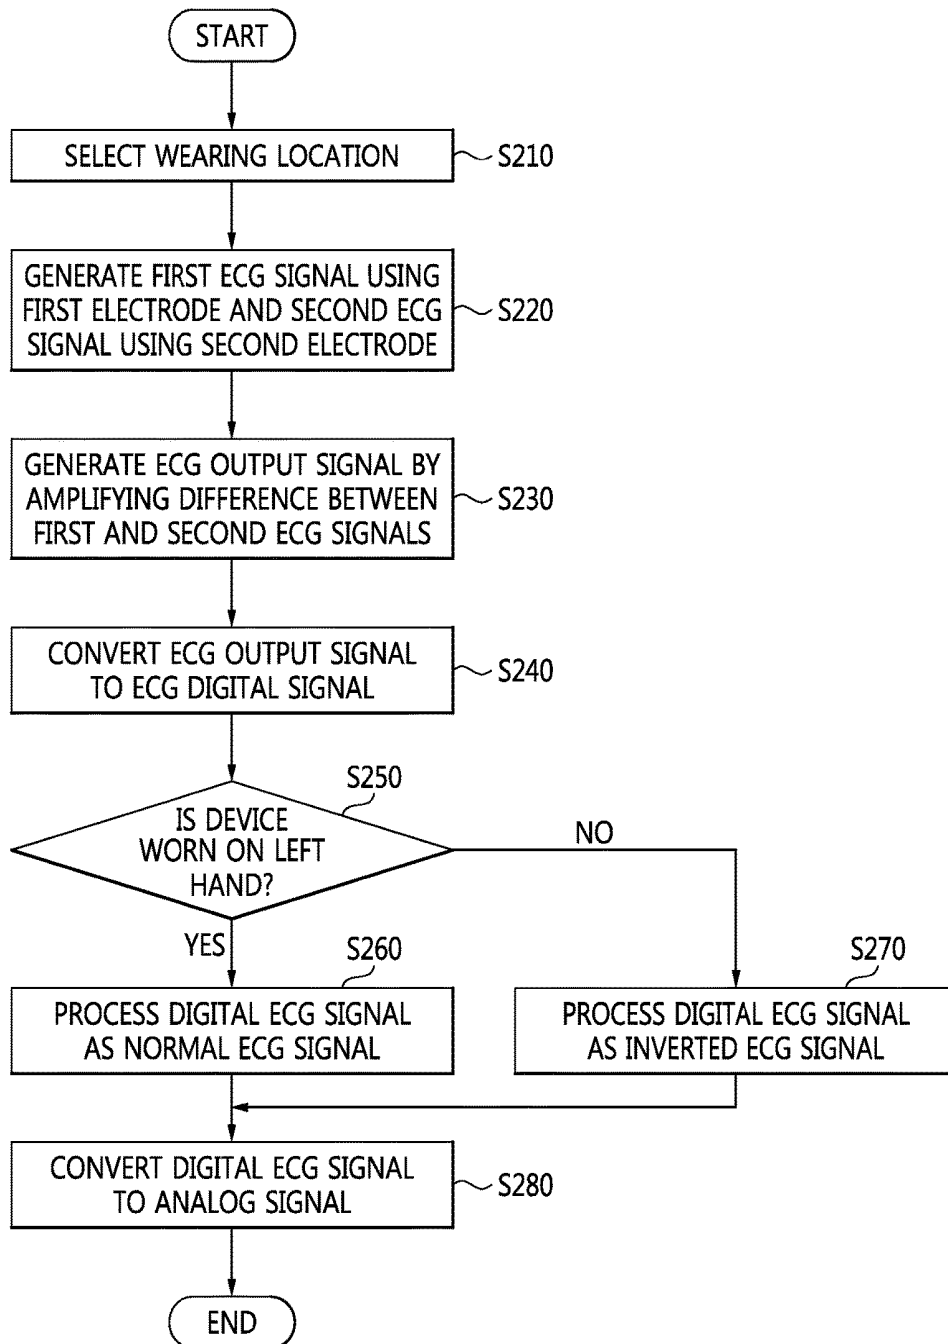 START
SELECT WEARING LOCATION
S210
GENERATE FIRST ECG SIGNAL USING
FIRST ELECTRODE AND SECOND ECG
SIGNAL USING SECOND ELECTRODE
S220
GENERATE ECG OUTPUT SIGNAL BY
AMPLIFYING DIFFERENCE BETWEEN
FIRST AND SECOND ECG SIGNALS
S230
CONVERT ECG OUTPUT SIGNAL
TO ECG DIGITAL SIGNAL
S240
S250
IS DEVICE
WORN ON LEFT
HAND?
NO
YES
S260
PROCESS DIGITAL ECG SIGNAL
AS NORMAL ECG SIGNAL
S270
PROCESS DIGITAL ECG SIGNAL
AS INVERTED ECG SIGNAL
CONVERT DIGITAL ECG SIGNAL
TO ANALOG SIGNAL
S280
END